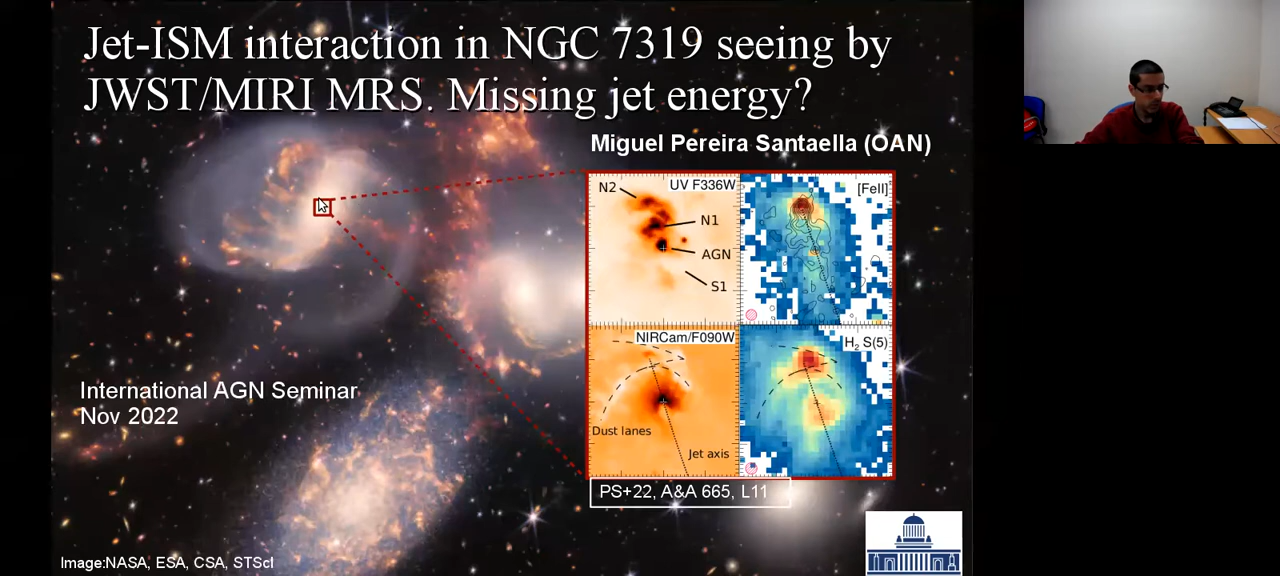 Jet-ISM interaction in NGC 7319 seeing by
JWST/MIRI MRS. Missing jet energy?
Miguel Pereira Santaella (OAN)
N2
UV F336W
[FeII]
N1
AGN
S1
NIRCam/F090W
H₂ S(5)
Dust lanes
Jet axis
International AGN Seminar
Nov 2022
PS+22, A&A 665, L11
Image:NASA, ESA, CSA, STScI